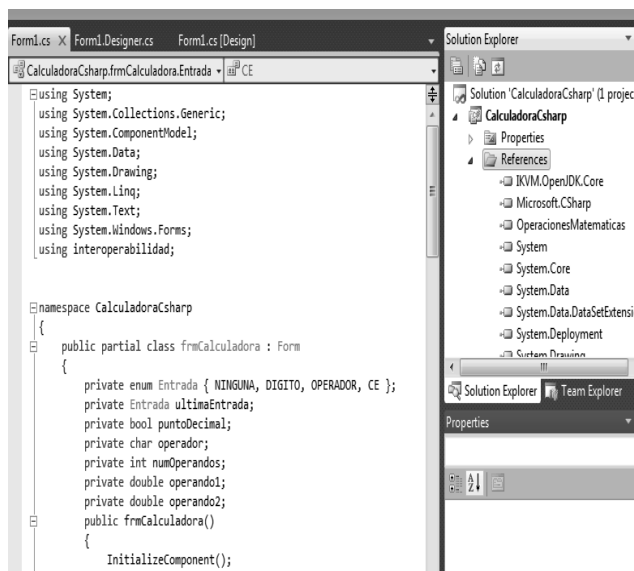 Form1.cs X Form1.Designer.cs Form1.cs [Design]
CalculadoraCsharp.frmCalculadora.Entrada CE
using System;
using System.Collections.Generic;
using System.ComponentModel;
using System.Data;
using System.Drawing;
using System.Linq;
using System.Text;
using System.Windows.Forms;
using interoperabilidad;
namespace CalculadoraCsharp
{
public partial class frmCalculadora : Form
{
private enum Entrada { NINGUNA, DIGITO, OPERADOR, CE };
private Entrada ultimaEntrada;
private bool puntoDecimal;
private char operador;
private int numOperandos;
private double operando1;
private double operando2;
public frmCalculadora()
{
InitializeComponent();
Solution Explorer
Solution 'CalculadoraCsharp' (1 projec
CalculadoraCsharp
Properties
References
IKVM.OpenJDK.Core
Microsoft.CSharp
OperacionesMatematicas
System
System.Core
System.Data
System.Data.DataSetExtensi
System.Deployment
System.Drawing
Solution Explorer Team Explorer
Properties